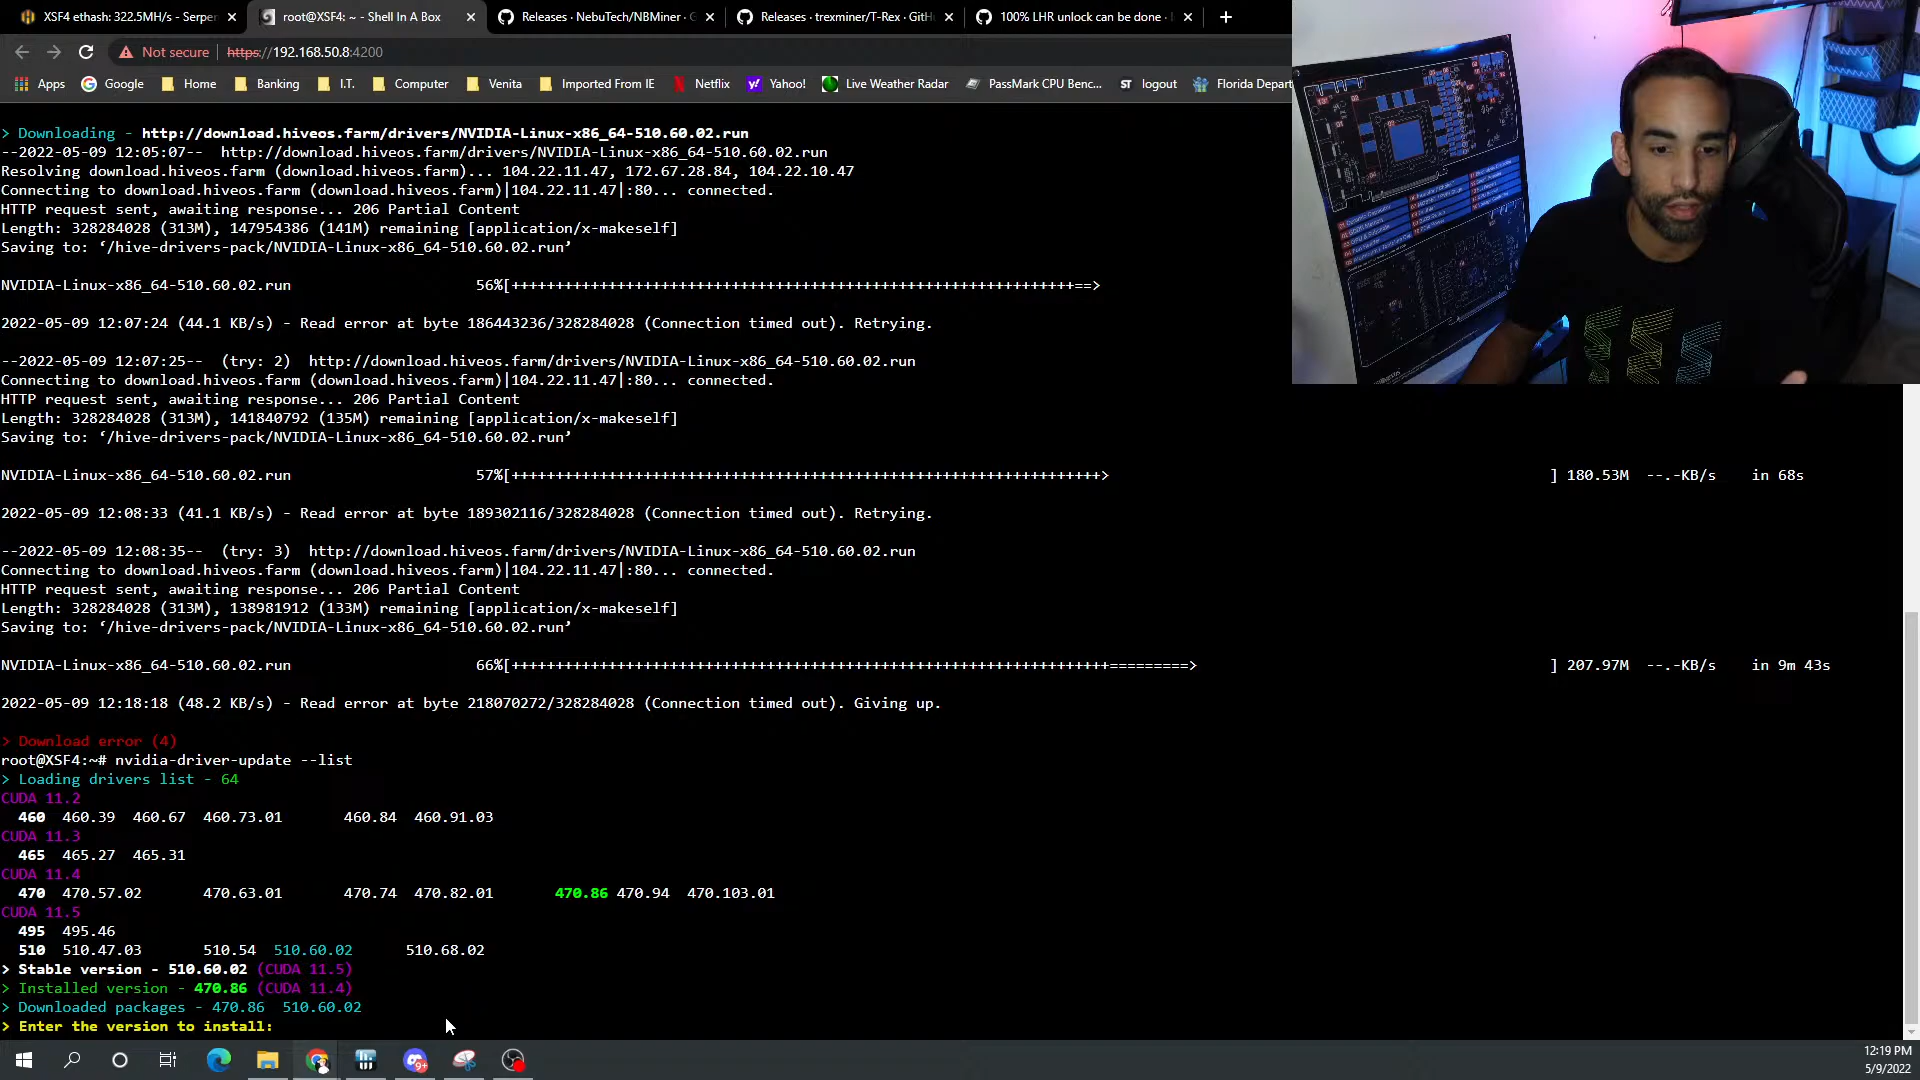 XSF4 ethash: 322.5MH/s - Serper
root@XSF4: ~ - Shell In A Box
Releases · NebuTech/NBMiner · G
Releases · trexminer/T-Rex · GitH
100% LHR unlock can be done ·
Not secure
https://192.168.50.8:4200
Apps
Google
Home
Banking
I.T.
Computer
Venita
Imported From IE
Netflix
Yahoo!
Live Weather Radar
PassMark CPU Benc...
ST logout
Florida Depar
> Downloading - http://download.hiveos.farm/drivers/NVIDIA-Linux-x86_64-510.60.02.run
--2022-05-09 12:05:07--  http://download.hiveos.farm/drivers/NVIDIA-Linux-x86_64-510.60.02.run
Resolving download.hiveos.farm (download.hiveos.farm)... 104.22.11.47, 172.67.28.84, 104.22.10.47
Connecting to download.hiveos.farm (download.hiveos.farm)|104.22.11.47|:80... connected.
HTTP request sent, awaiting response... 206 Partial Content
Length: 328284028 (313M), 147954386 (141M) remaining [application/x-makeself]
Saving to: ‘/hive-drivers-pack/NVIDIA-Linux-x86_64-510.60.02.run’
NVIDIA-Linux-x86_64-510.60.02.run 56%[++++++++++++++++++++++++++++++++++++++++++++++++++++++++++++++++==>
2022-05-09 12:07:24 (44.1 KB/s) - Read error at byte 186443236/328284028 (Connection timed out). Retrying.
--2022-05-09 12:07:25--  (try: 2)  http://download.hiveos.farm/drivers/NVIDIA-Linux-x86_64-510.60.02.run
Connecting to download.hiveos.farm (download.hiveos.farm)|104.22.11.47|:80... connected.
HTTP request sent, awaiting response... 206 Partial Content
Length: 328284028 (313M), 141840792 (135M) remaining [application/x-makeself]
Saving to: ‘/hive-drivers-pack/NVIDIA-Linux-x86_64-510.60.02.run’
NVIDIA-Linux-x86_64-510.60.02.run 57%[+++++++++++++++++++++++++++++++++++++++++++++++++++++++++++++++++++> ] 180.53M --.-KB/s in 68s
2022-05-09 12:08:33 (41.1 KB/s) - Read error at byte 189302116/328284028 (Connection timed out). Retrying.
--2022-05-09 12:08:35--  (try: 3)  http://download.hiveos.farm/drivers/NVIDIA-Linux-x86_64-510.60.02.run
Connecting to download.hiveos.farm (download.hiveos.farm)|104.22.11.47|:80... connected.
HTTP request sent, awaiting response... 206 Partial Content
Length: 328284028 (313M), 138981912 (133M) remaining [application/x-makeself]
Saving to: ‘/hive-drivers-pack/NVIDIA-Linux-x86_64-510.60.02.run’
NVIDIA-Linux-x86_64-510.60.02.run 66%[++++++++++++++++++++++++++++++++++++++++++++++++++++++++++++++++++++=========> ] 207.97M --.-KB/s in 9m 43s
2022-05-09 12:18:18 (48.2 KB/s) - Read error at byte 218070272/328284028 (Connection timed out). Giving up.
> Download error (4)
root@XSF4:~# nvidia-driver-update --list
> Loading drivers list - 64
CUDA 11.2
460 460.39 460.67 460.73.01 460.84 460.91.03
CUDA 11.3
465 465.27 465.31
CUDA 11.4
470 470.57.02 470.63.01 470.74 470.82.01 470.86 470.94 470.103.01
CUDA 11.5
495 495.46
510 510.47.03 510.54 510.60.02 510.68.02
> Stable version - 510.60.02 (CUDA 11.5)
> Installed version - 470.86 (CUDA 11.4)
> Downloaded packages - 470.86 510.60.02
> Enter the version to install:
9+
12:19 PM
5/9/2022